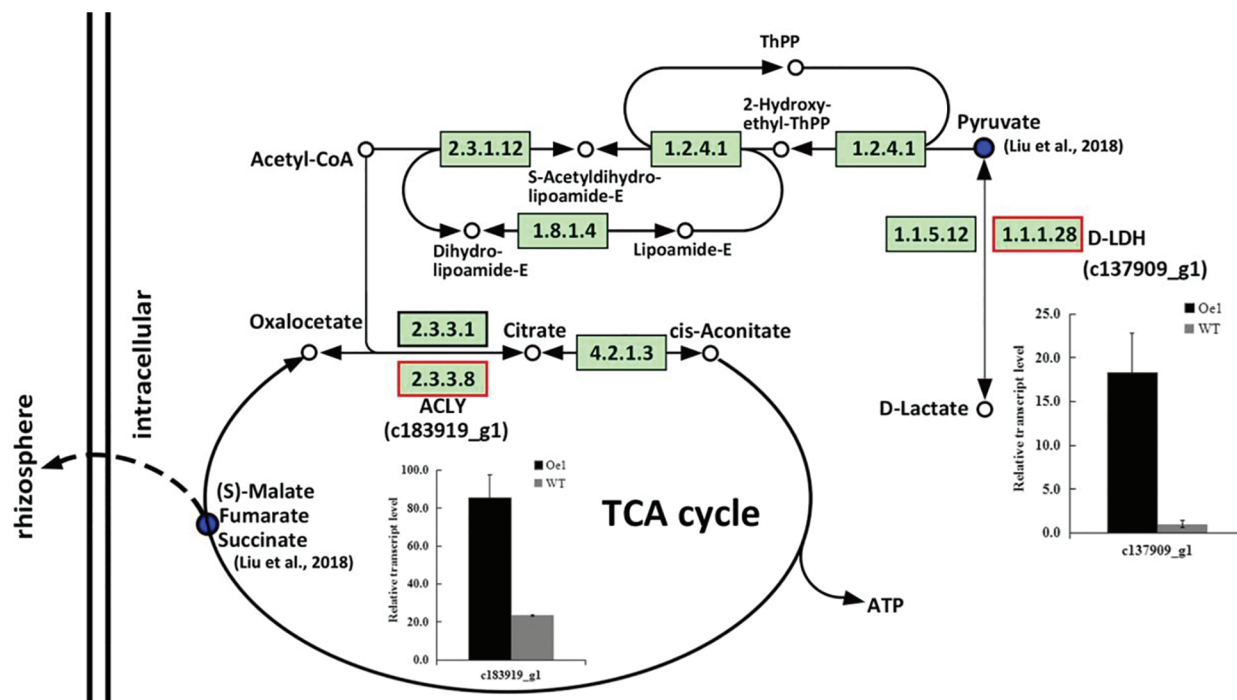 ThPP
2-Hydroxy-
ethyl-ThPP
Pyruvate
(Liu et al., 2018)
Acetyl-CoA
2.3.1.12
1.2.4.1
1.2.4.1
S-Acetyldihydro-
lipoamide-E
1.8.1.4
Dihydro-
lipoamide-E
Lipoamide-E
1.1.5.12
1.1.1.28
D-LDH
(c137909_g1)
Oxalocetate
2.3.3.1
Citrate
cis-Aconitate
4.2.1.3
2.3.3.8
ACLY
(c183919_g1)
D-Lactate
rhizosphere
intracellular
(S)-Malate
Fumarate
Succinate
(Liu et al., 2018)
TCA cycle
ATP
Relative transcript level
100.0
80.0
60.0
40.0
20.0
0.0
Oe1
WT
c183919_g1
Relative transcript level
25.0
20.0
15.0
10.0
5.0
0.0
Oe1
WT
c137909_g1